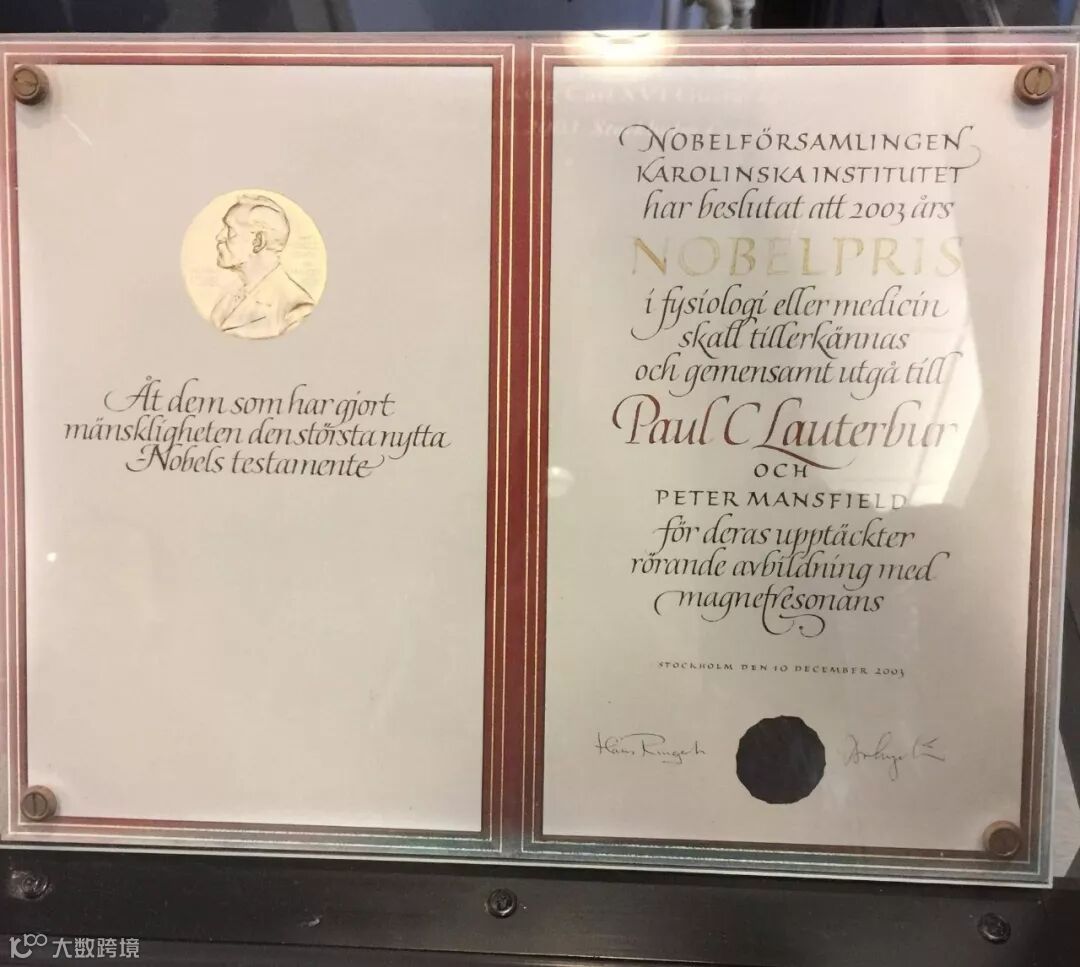 Åt dem som har gjort
mänskligheten den största nytta
Nobels testamente
NOBELFÖRSAMLINGEN
KAROLINSKA INSTITUTET
har beslutat att 2003 års
NOBELPRIS
i fysiologi eller medicin
skall tillerkännas
och gemensamt utgå till
Paul C Lauterbur
OCH
PETER MANSFIELD
för deras upptäckter
rörande avbildning med
magnetresonans
STOCKHOLM DEN 10 DECEMBER 2003
大数跨境